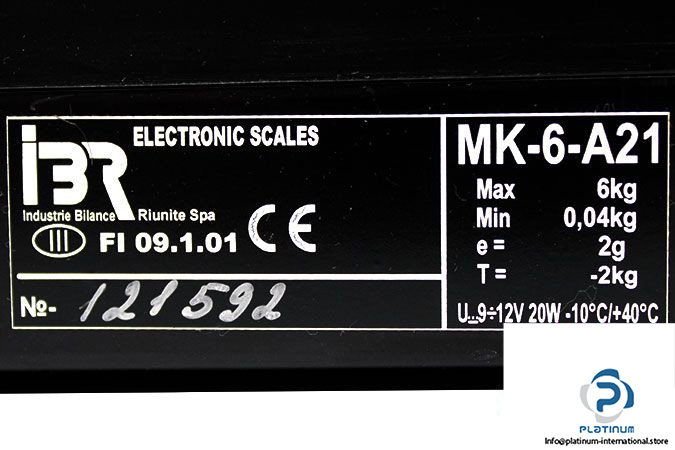 iBR ELECTRONIC SCALES
Industrie Bilance Riunite Spa
III FI 09.1.01 CE
№- 121592
MK-6-A21
Max 6kg
Min 0,04kg
e = 2g
T = -2kg
U 9÷12V 20W -10°C/+40°C
PLATINUM
Info@platinum-international.store